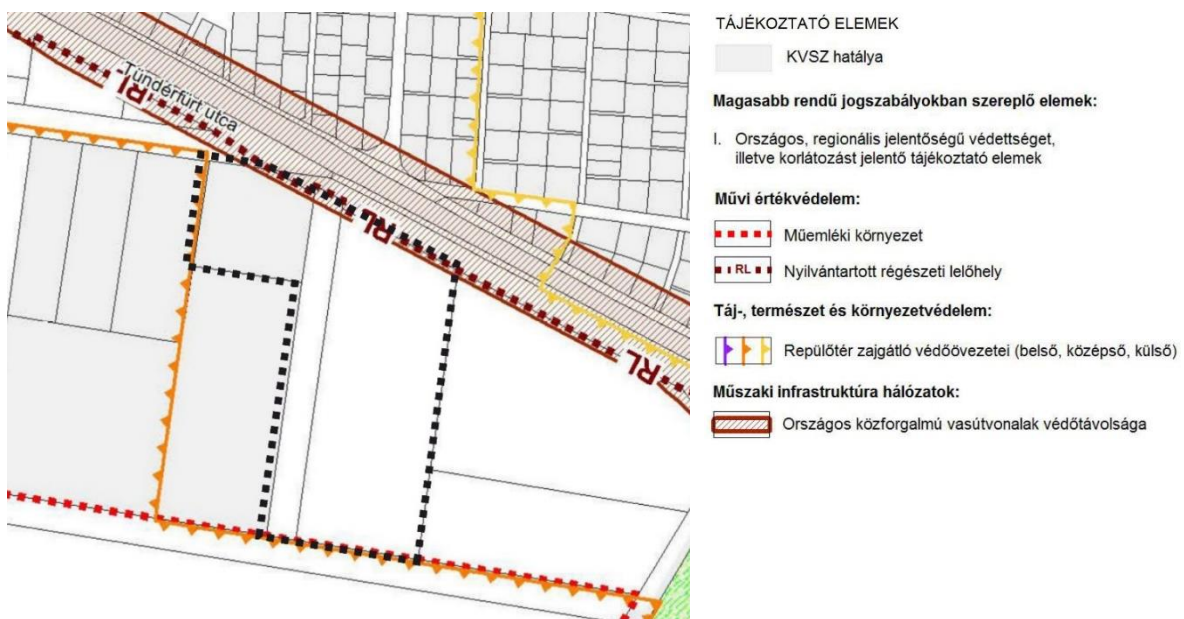 Tündérfürt utca
RL
RL
RL
RL
TÁJÉKOZTATÓ ELEMEK
KVSZ hatálya
Magasabb rendű jogszabályokban szereplő elemek:
I. Országos, regionális jelentőségű védettséget,
illetve korlátozást jelentő tájékoztató elemek
Művi értékvédelem:
Műemléki környezet
RL Nyilvántartott régészeti lelőhely
Táj-, természet és környezetvédelem:
Repülőtér zajgátló védőövezetei (belső, középső, külső)
Műszaki infrastruktúra hálózatok:
Országos közforgalmú vasútvonalak védőtávolsága